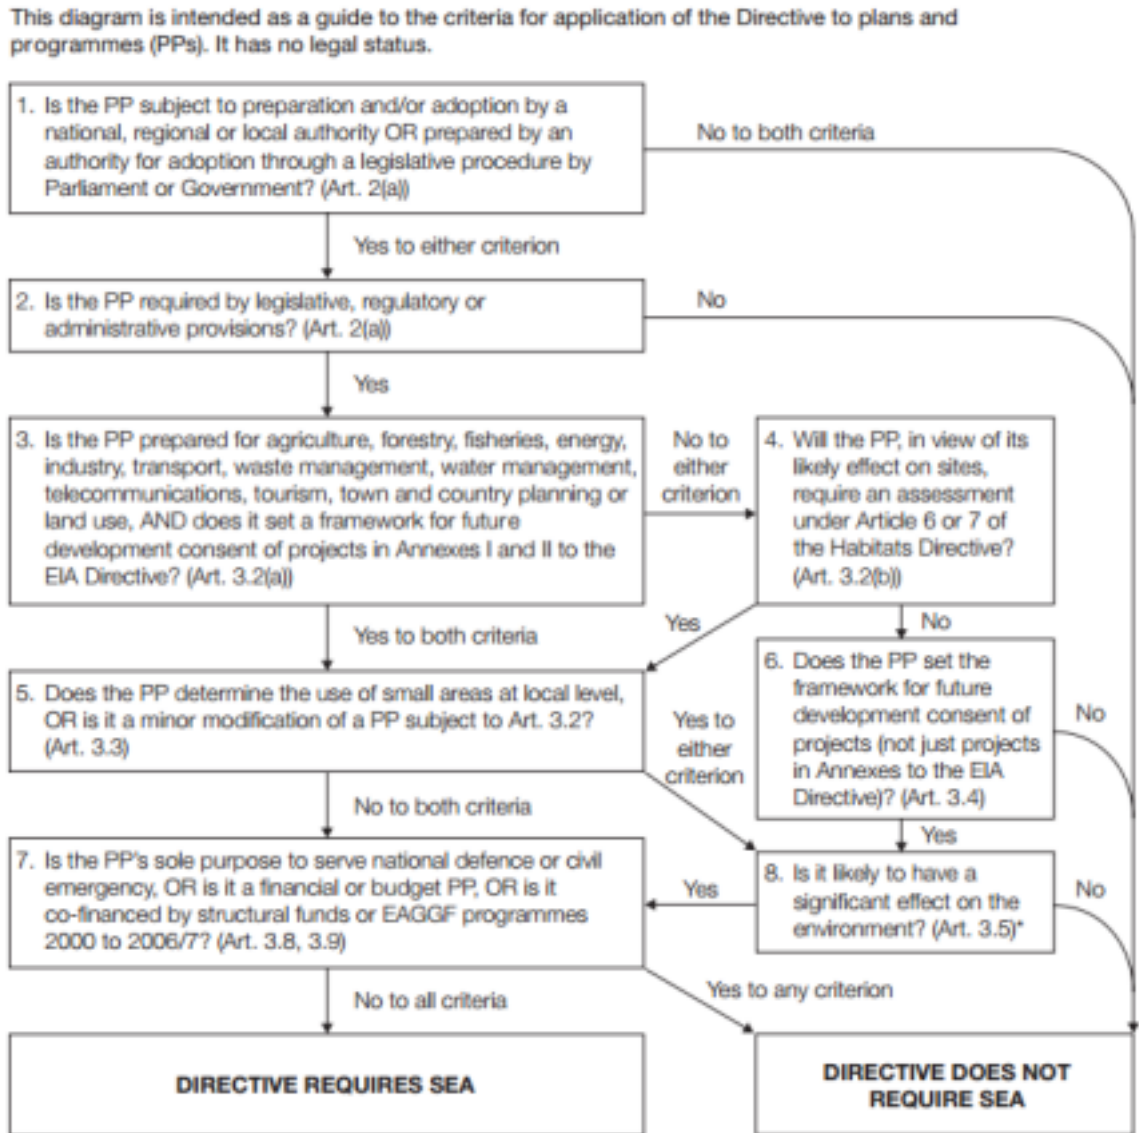 This diagram is intended as a guide to the criteria for application of the Directive to plans and
programmes (PPs). It has no legal status.
1. Is the PP subject to preparation and/or adoption by a
national, regional or local authority OR prepared by an
authority for adoption through a legislative procedure by
Parliament or Government? (Art. 2(a))
No to both criteria
Yes to either criterion
2. Is the PP required by legislative, regulatory or
administrative provisions? (Art. 2(a))
No
Yes
3. Is the PP prepared for agriculture, forestry, fisheries, energy,
industry, transport, waste management, water management,
telecommunications, tourism, town and country planning or
land use, AND does it set a framework for future
development consent of projects in Annexes I and II to the
EIA Directive? (Art. 3.2(a))
No to
either
criterion
4. Will the PP, in view of its
likely effect on sites,
require an assessment
under Article 6 or 7 of
the Habitats Directive?
(Art. 3.2(b))
Yes to both criteria
Yes
No
5. Does the PP determine the use of small areas at local level,
OR is it a minor modification of a PP subject to Art. 3.2?
(Art. 3.3)
Yes to
either
criterion
6. Does the PP set the
framework for future
development consent of
projects (not just projects
in Annexes to the EIA
Directive)? (Art. 3.4)
No
No to both criteria
Yes
7. Is the PP's sole purpose to serve national defence or civil
emergency, OR is it a financial or budget PP, OR is it
co-financed by structural funds or EAGGF programmes
2000 to 2006/7? (Art. 3.8, 3.9)
Yes
8. Is it likely to have a
significant effect on the
environment? (Art. 3.5)*
No
No to all criteria
Yes to any criterion
DIRECTIVE REQUIRES SEA
DIRECTIVE DOES NOT
REQUIRE SEA